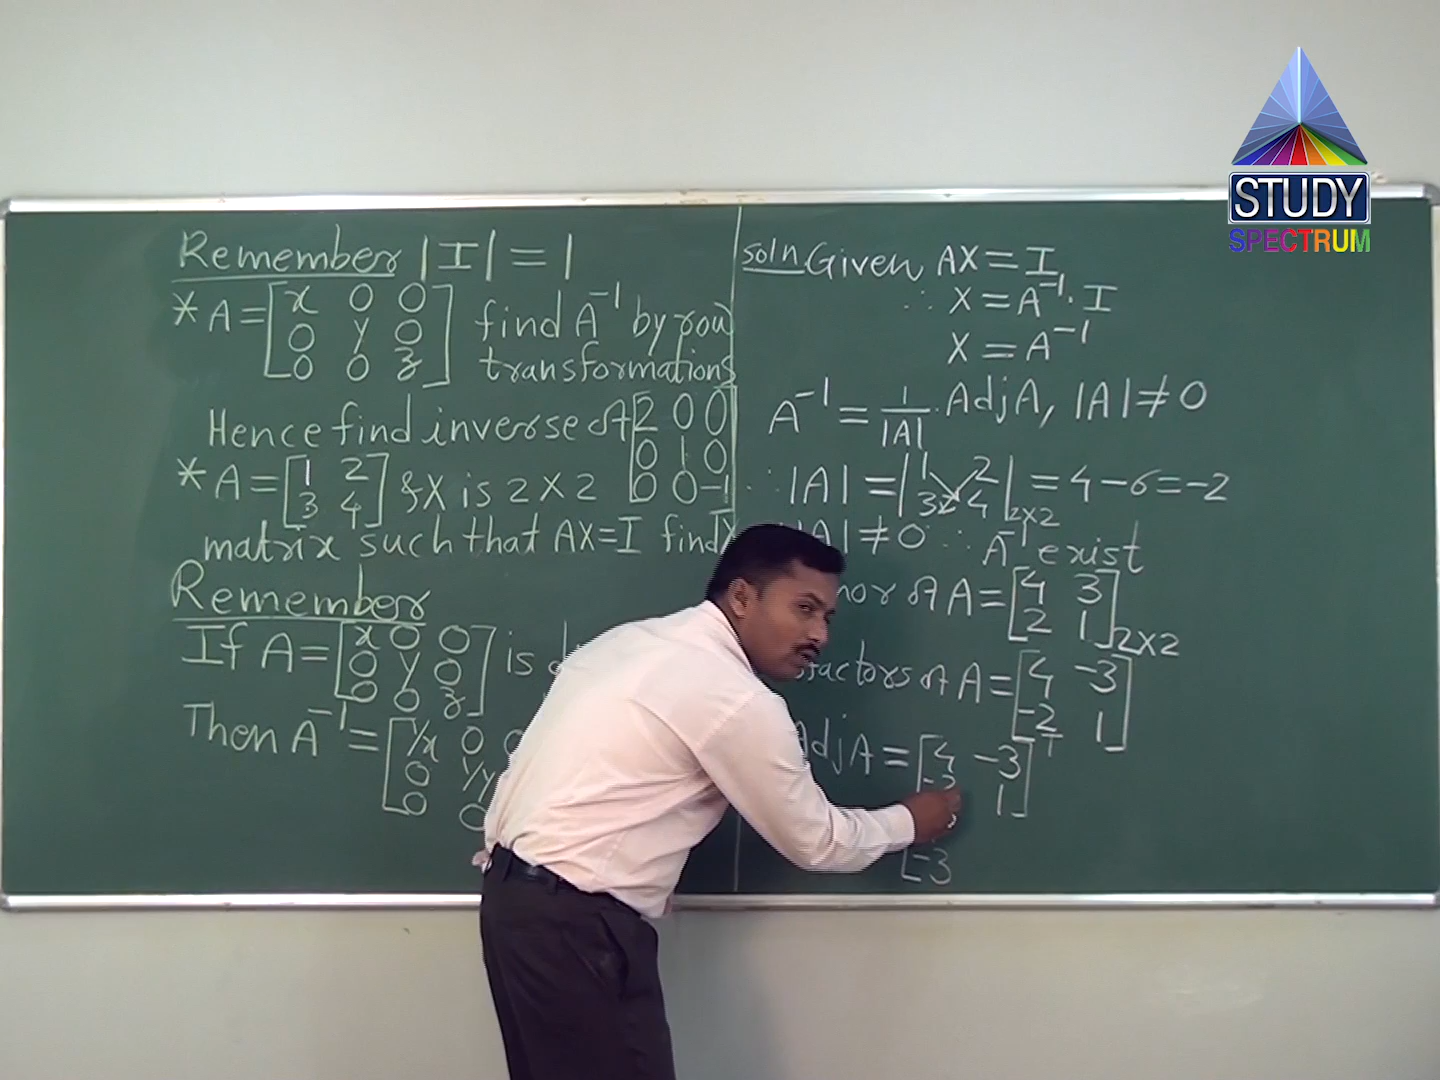 STUDY
SPECTRUM
Remember |I| = 1
* A = [x 0 0
0 y 0
0 0 z] find A⁻¹ by row
transformations
Hence find inverse of [2 0 0
0 1 0
0 0 -1]
* A = [1 2
3 4] & X is 2 x 2
matrix such that AX = I find
Remember
If A = [x 0 0
0 y 0
0 0 z] is
Then A⁻¹ = [1/x 0
0 1/y
0 0
soln Given AX = I
∴ X = A⁻¹ · I
X = A⁻¹
A⁻¹ = 1/|A| . Adj A, |A| ≠ 0
∴ |A| = |1 2
3 4|2x2 = 4 - 6 = -2
|A| ≠ 0 ∴ A⁻¹ exist
of A = [4 3
2 1]2x2
of A = [4 -3
-2 1]
Adj A = [4 -3
-2 1]ᵀ
[-3